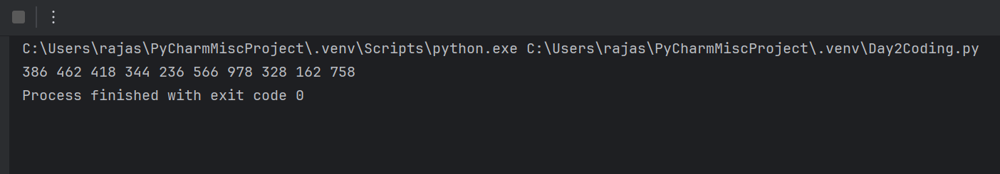 C:\Users\rajas\PyCharmMiscProject\.venv\Scripts\python.exe C:\Users\rajas\PyCharmMiscProject\.venv\Day2Coding.py
386 462 418 344 236 566 978 328 162 758
Process finished with exit code 0